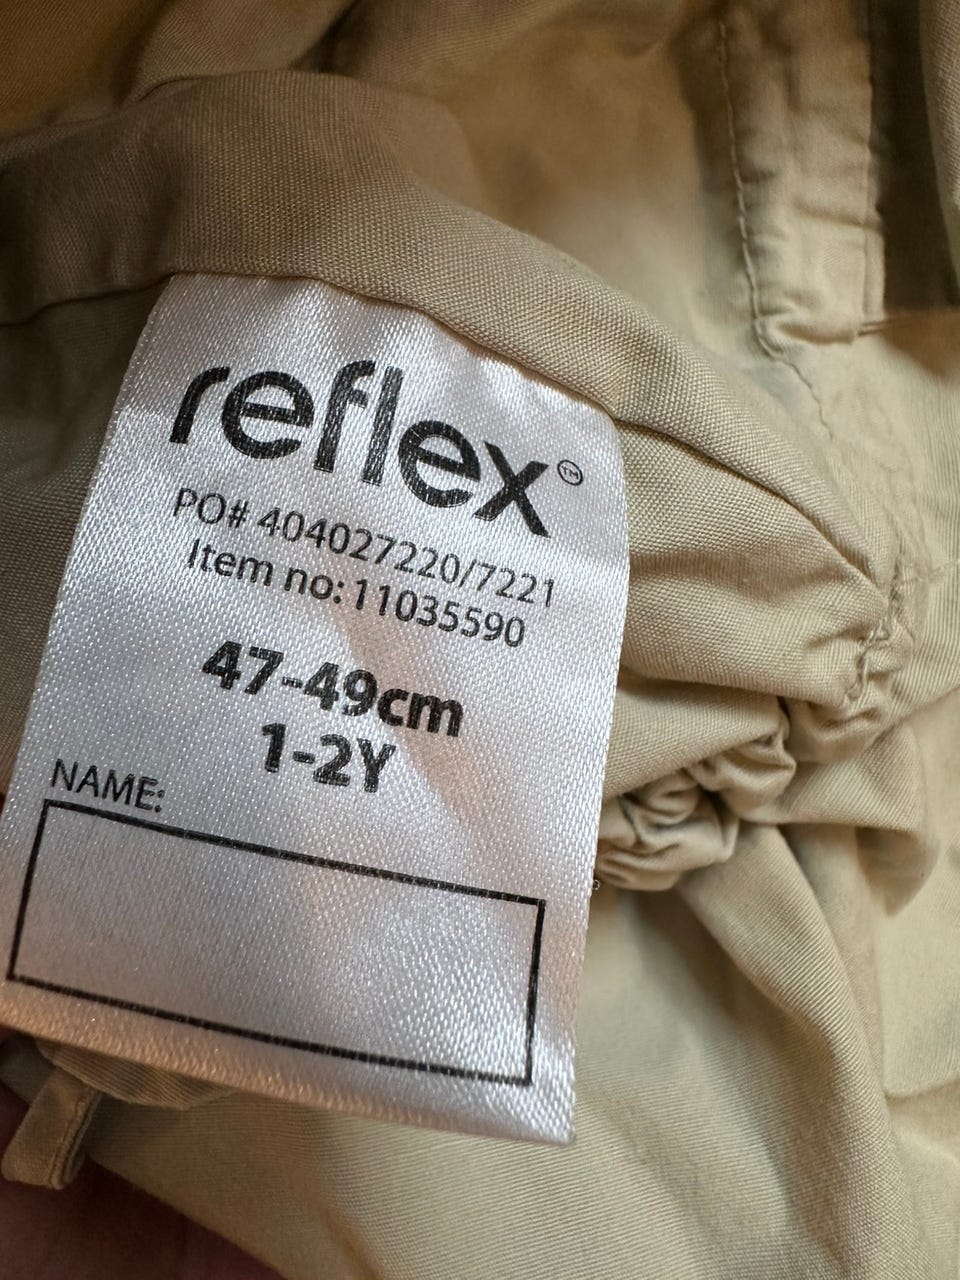 reflex™
PO# 404027220/7221
Item no: 11035590
47-49cm
1-2Y
NAME: